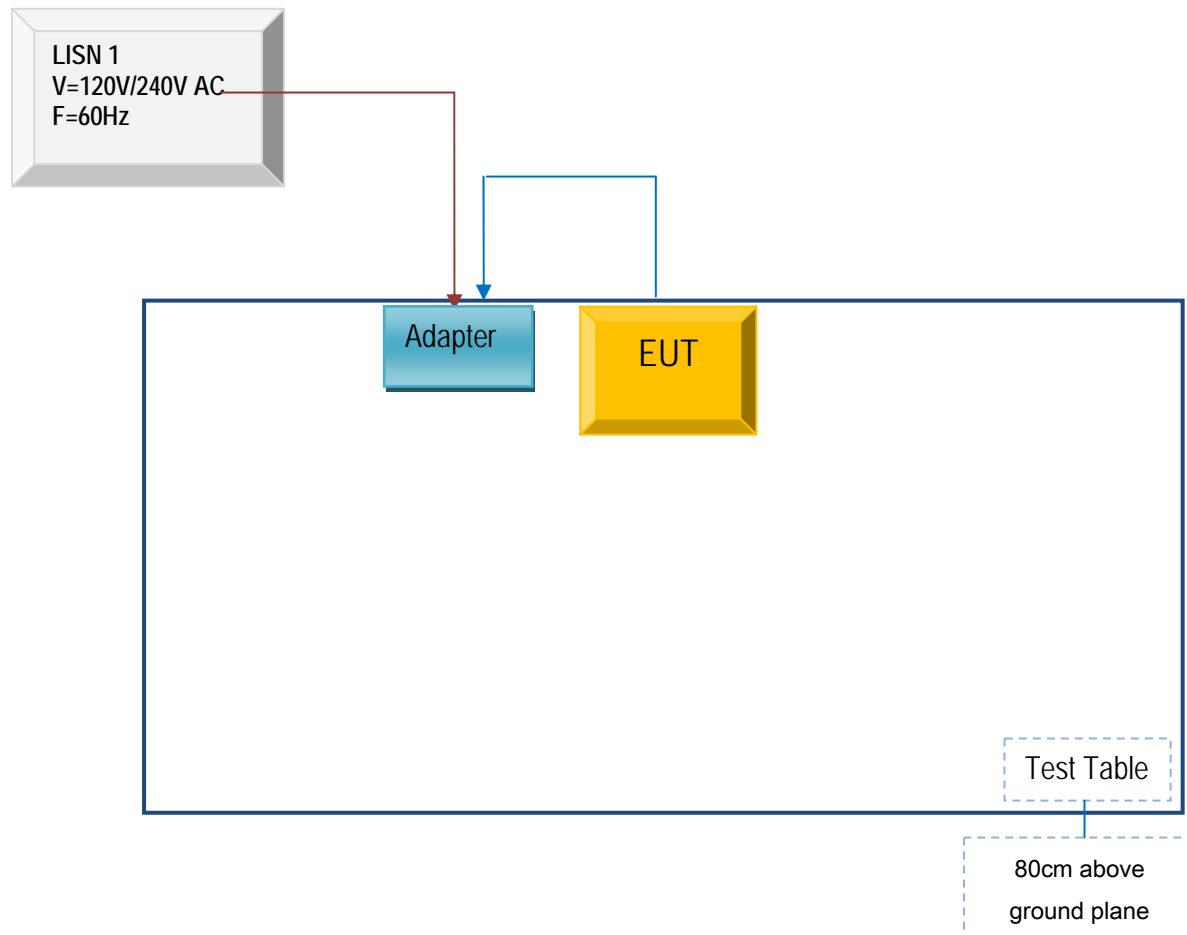 LISN 1
V=120V/240V AC
F=60Hz
Adapter
EUT
Test Table
80cm above
ground plane